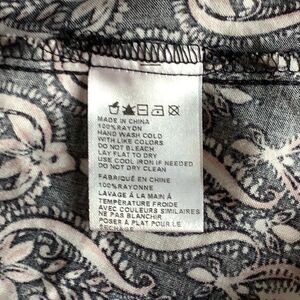 MADE IN CHINA
100%RAYON
HAND WASH COLD
WITH LIKE COLORS
DO NOT BLEACH
LAY FLAT TO DRY
USE COOL IRON IF NEEDED
DO NOT DRY CLEAN
FABRIQUÉ EN CHINE
100%RAYONNE
LAVAGE À LA MAIN À
TEMPÉRATURE FROIDE
AVEC COULEURS SIMILAIRES
NE PAS BLANCHIR
POSER À PLAT POUR LE